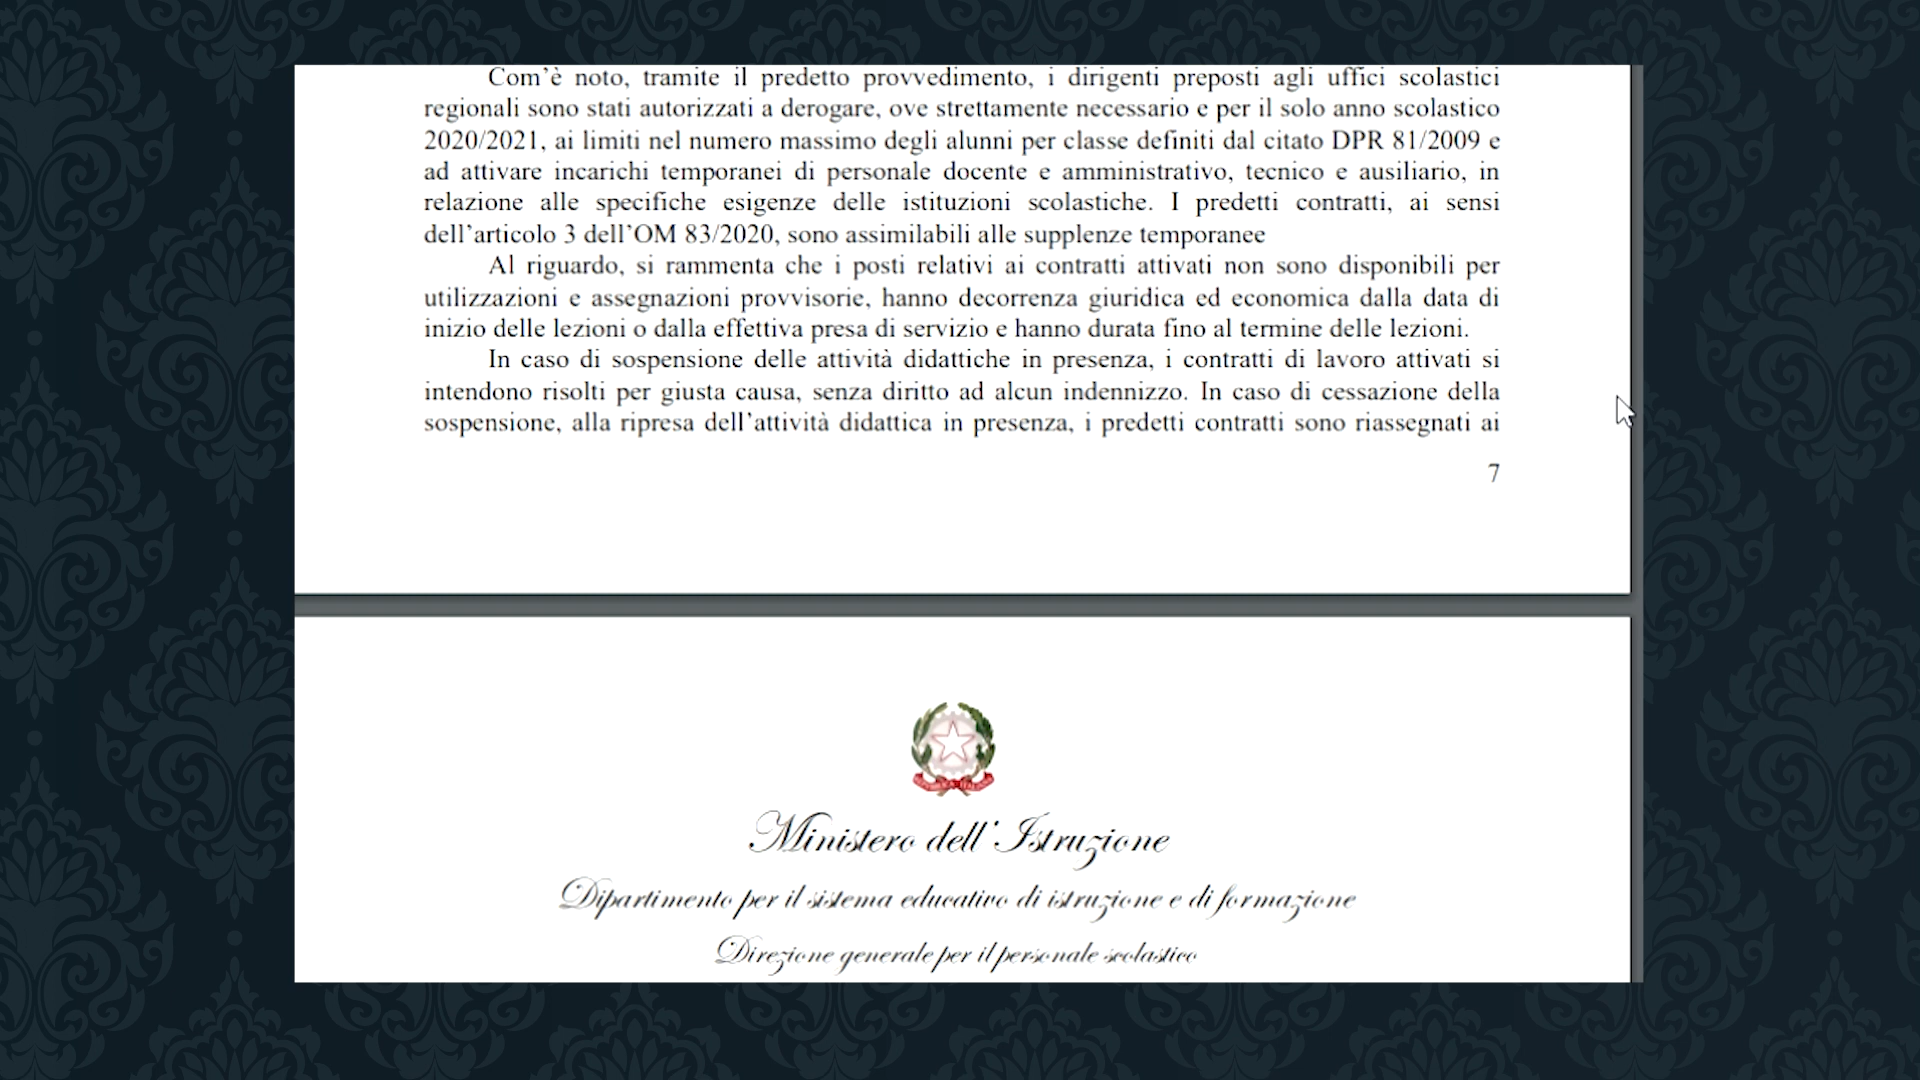 Com’è noto, tramite il predetto provvedimento, i dirigenti preposti agli uffici scolastici
regionali sono stati autorizzati a derogare, ove strettamente necessario e per il solo anno scolastico
2020/2021, ai limiti nel numero massimo degli alunni per classe definiti dal citato DPR 81/2009 e
ad attivare incarichi temporanei di personale docente e amministrativo, tecnico e ausiliario, in
relazione alle specifiche esigenze delle istituzioni scolastiche. I predetti contratti, ai sensi
dell’articolo 3 dell’OM 83/2020, sono assimilabili alle supplenze temporanee
Al riguardo, si rammenta che i posti relativi ai contratti attivati non sono disponibili per
utilizzazioni e assegnazioni provvisorie, hanno decorrenza giuridica ed economica dalla data di
inizio delle lezioni o dalla effettiva presa di servizio e hanno durata fino al termine delle lezioni.
In caso di sospensione delle attività didattiche in presenza, i contratti di lavoro attivati si
intendono risolti per giusta causa, senza diritto ad alcun indennizzo. In caso di cessazione della
sospensione, alla ripresa dell’attività didattica in presenza, i predetti contratti sono riassegnati ai
7
Ministero dell’Istruzione
Dipartimento per il sistema educativo di istruzione e di formazione
Direzione generale per il personale scolastico